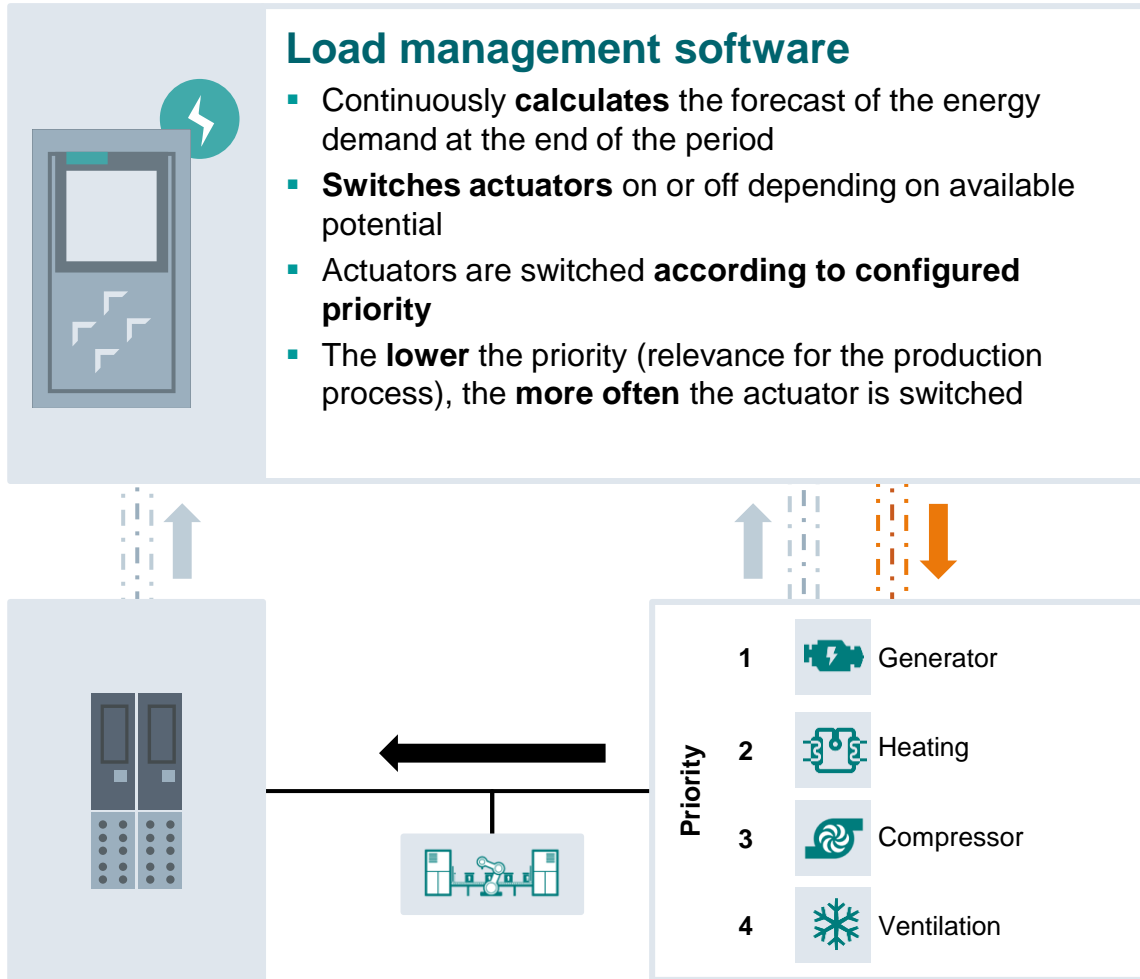 Load management software
▪ Continuously calculates the forecast of the energy
demand at the end of the period
▪ Switches actuators on or off depending on available
potential
▪ Actuators are switched according to configured
priority
▪ The lower the priority (relevance for the production
process), the more often the actuator is switched
Priority
1 Generator
2 Heating
3 Compressor
4 Ventilation